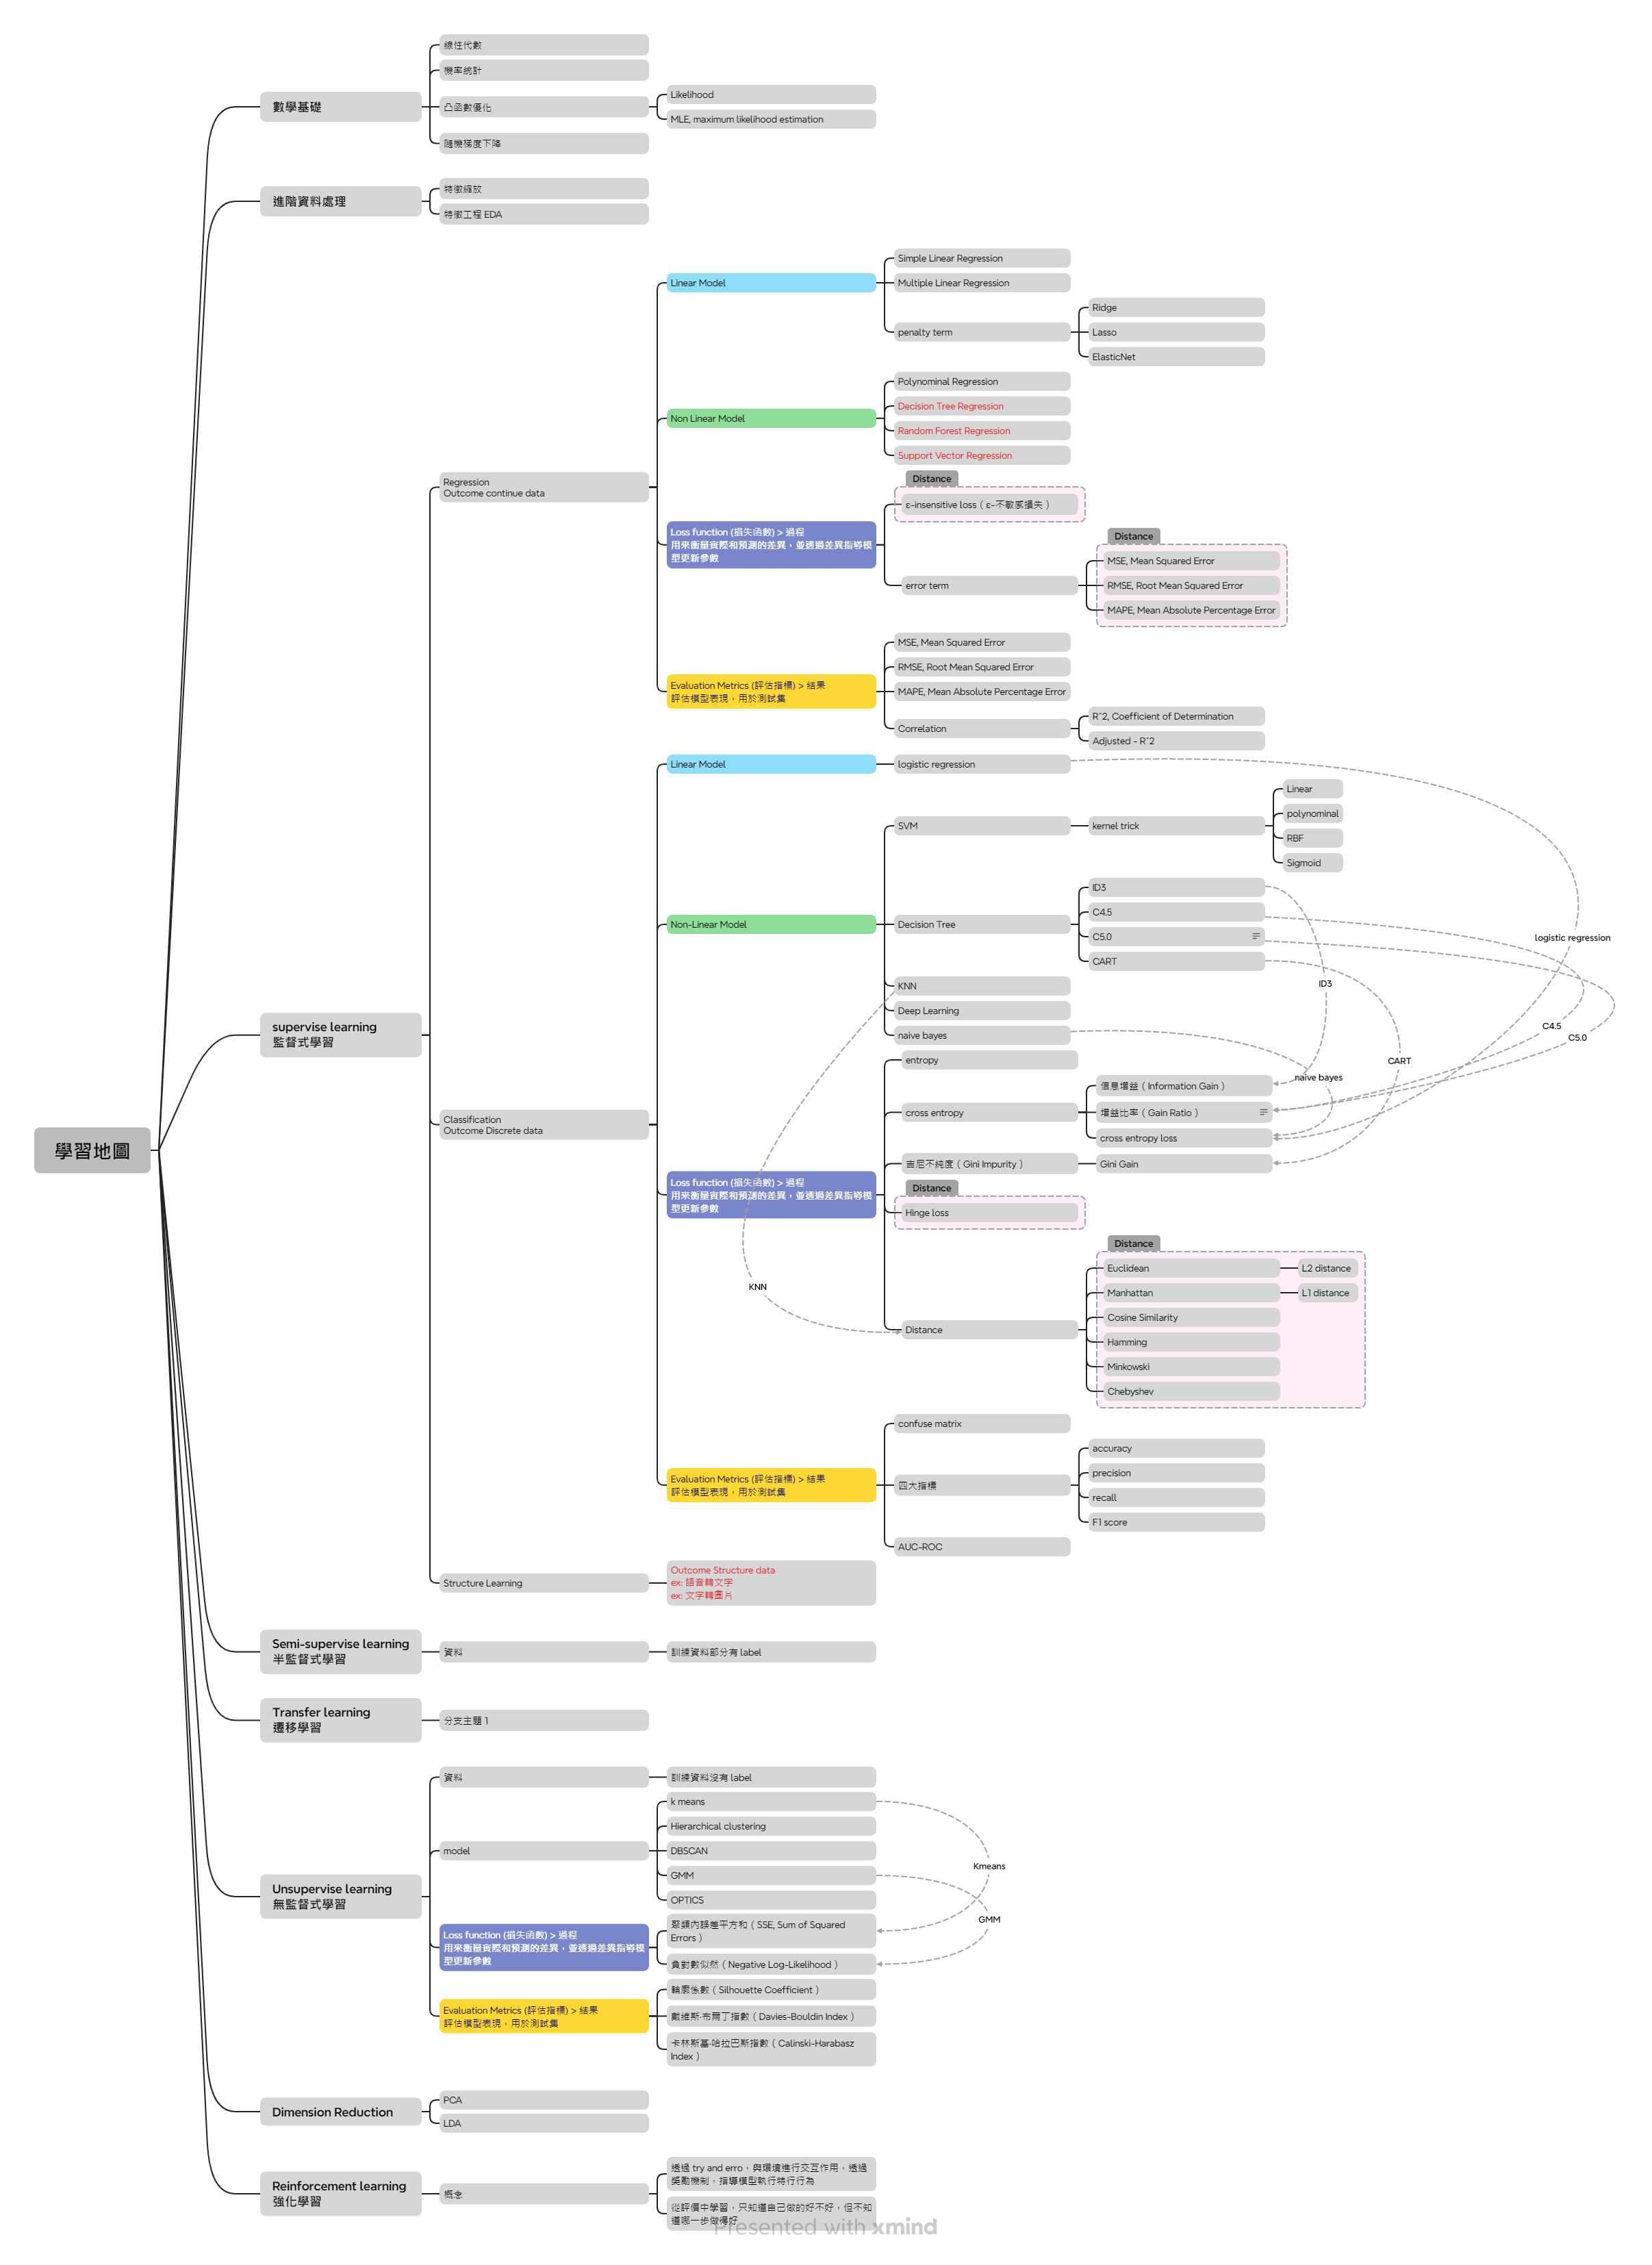 學習地圖
數學基礎
線性代數
機率統計
凸函數優化
Likelihood
MLE, maximum likelihood estimation
隨機梯度下降
進階資料處理
特徵縮放
特徵工程 EDA
supervise learning
監督式學習
Regression
Outcome continue data
Linear Model
Simple Linear Regression
Multiple Linear Regression
penalty term
Ridge
Lasso
ElasticNet
Non Linear Model
Polynominal Regression
Decision Tree Regression
Random Forest Regression
Support Vector Regression
Loss function (損失函數) > 過程
用來衡量實際和預測的差異，並透過差異指導模
型更新參數
Distance
ε-insensitive loss（ε-不敏感損失）
error term
Distance
MSE, Mean Squared Error
RMSE, Root Mean Squared Error
MAPE, Mean Absolute Percentage Error
Evaluation Metrics (評估指標) > 結果
評估模型表現，用於測試集
MSE, Mean Squared Error
RMSE, Root Mean Squared Error
MAPE, Mean Absolute Percentage Error
Correlation
R^2, Coefficient of Determination
Adjusted - R^2
Classification
Outcome Discrete data
Linear Model
logistic regression
Non-Linear Model
SVM
kernel trick
Linear
polynominal
RBF
Sigmoid
Decision Tree
ID3
C4.5
C5.0
CART
KNN
Deep Learning
naive bayes
logistic regression
ID3
C4.5
C5.0
CART
naive bayes
KNN
Loss function (損失函數) > 過程
用來衡量實際和預測的差異，並透過差異指導模
型更新參數
entropy
cross entropy
信息增益（Information Gain）
增益比率（Gain Ratio）
cross entropy loss
吉尼不純度（Gini Impurity）
Gini Gain
Distance
Hinge loss
Distance
Distance
Euclidean
L2 distance
Manhattan
L1 distance
Cosine Similarity
Hamming
Minkowski
Chebyshev
Evaluation Metrics (評估指標) > 結果
評估模型表現，用於測試集
confuse matrix
四大指標
accuracy
precision
recall
F1 score
AUC-ROC
Structure Learning
Outcome Structure data
ex: 語音轉文字
ex: 文字轉圖片
Semi-supervise learning
半監督式學習
資料
訓練資料部分有 label
Transfer learning
遷移學習
分支主題 1
Unsupervise learning
無監督式學習
資料
訓練資料沒有 label
model
k means
Hierarchical clustering
DBSCAN
GMM
OPTICS
Kmeans
GMM
Loss function (損失函數) > 過程
用來衡量實際和預測的差異，並透過差異指導模
型更新參數
聚類內誤差平方和（SSE, Sum of Squared
Errors）
負對數似然（Negative Log-Likelihood）
Evaluation Metrics (評估指標) > 結果
評估模型表現，用於測試集
輪廓係數（Silhouette Coefficient）
戴維斯·布爾丁指數（Davies-Bouldin Index）
卡林斯基·哈拉巴斯指數（Calinski-Harabasz
Index）
Dimension Reduction
PCA
LDA
Reinforcement learning
強化學習
概念
透過 try and erro，與環境進行交互作用，透過
獎勵機制，指導模型執行特行行為
從評價中學習，只知道自己做的好不好，但不知
道哪一步做得好
Presented with xmind